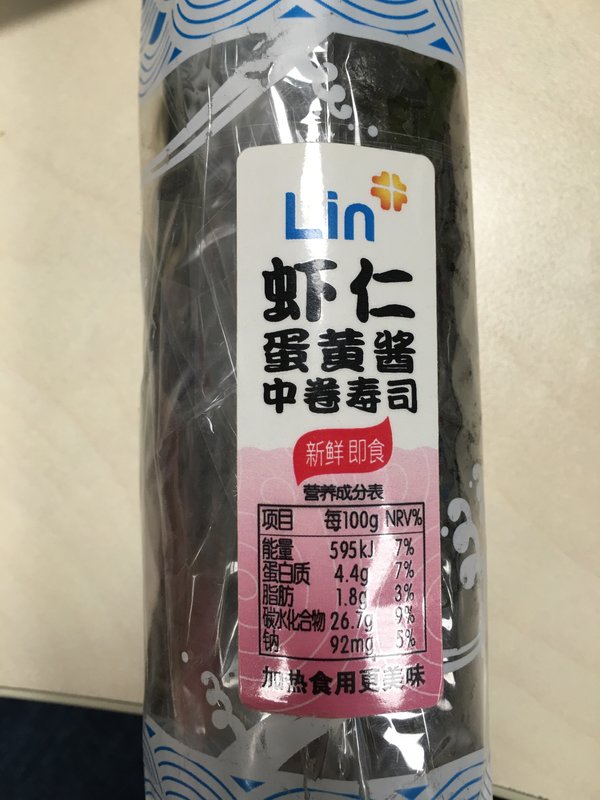 Lin
虾仁
蛋黄酱
中卷寿司
新鲜即食
营养成分表
项目 每100g NRV%
能量 595kJ 7%
蛋白质 4.4g 7%
脂肪 1.8g 3%
碳水化合物 26.7g 9%
钠 92mg 5%
加热食用更美味